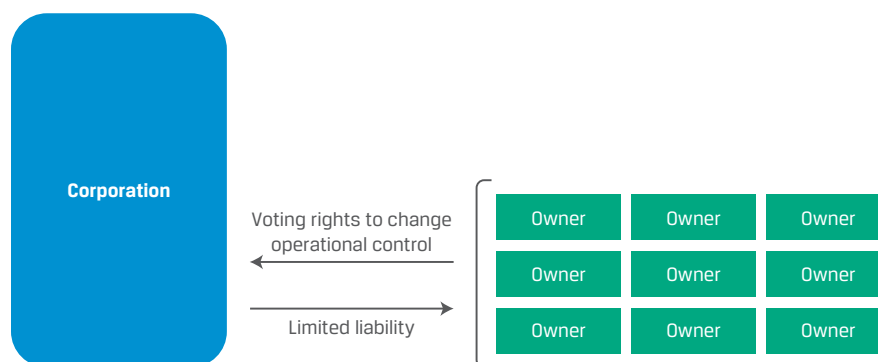 Corporation
Voting rights to change
operational control
Limited liability
Owner Owner Owner
Owner Owner Owner
Owner Owner Owner